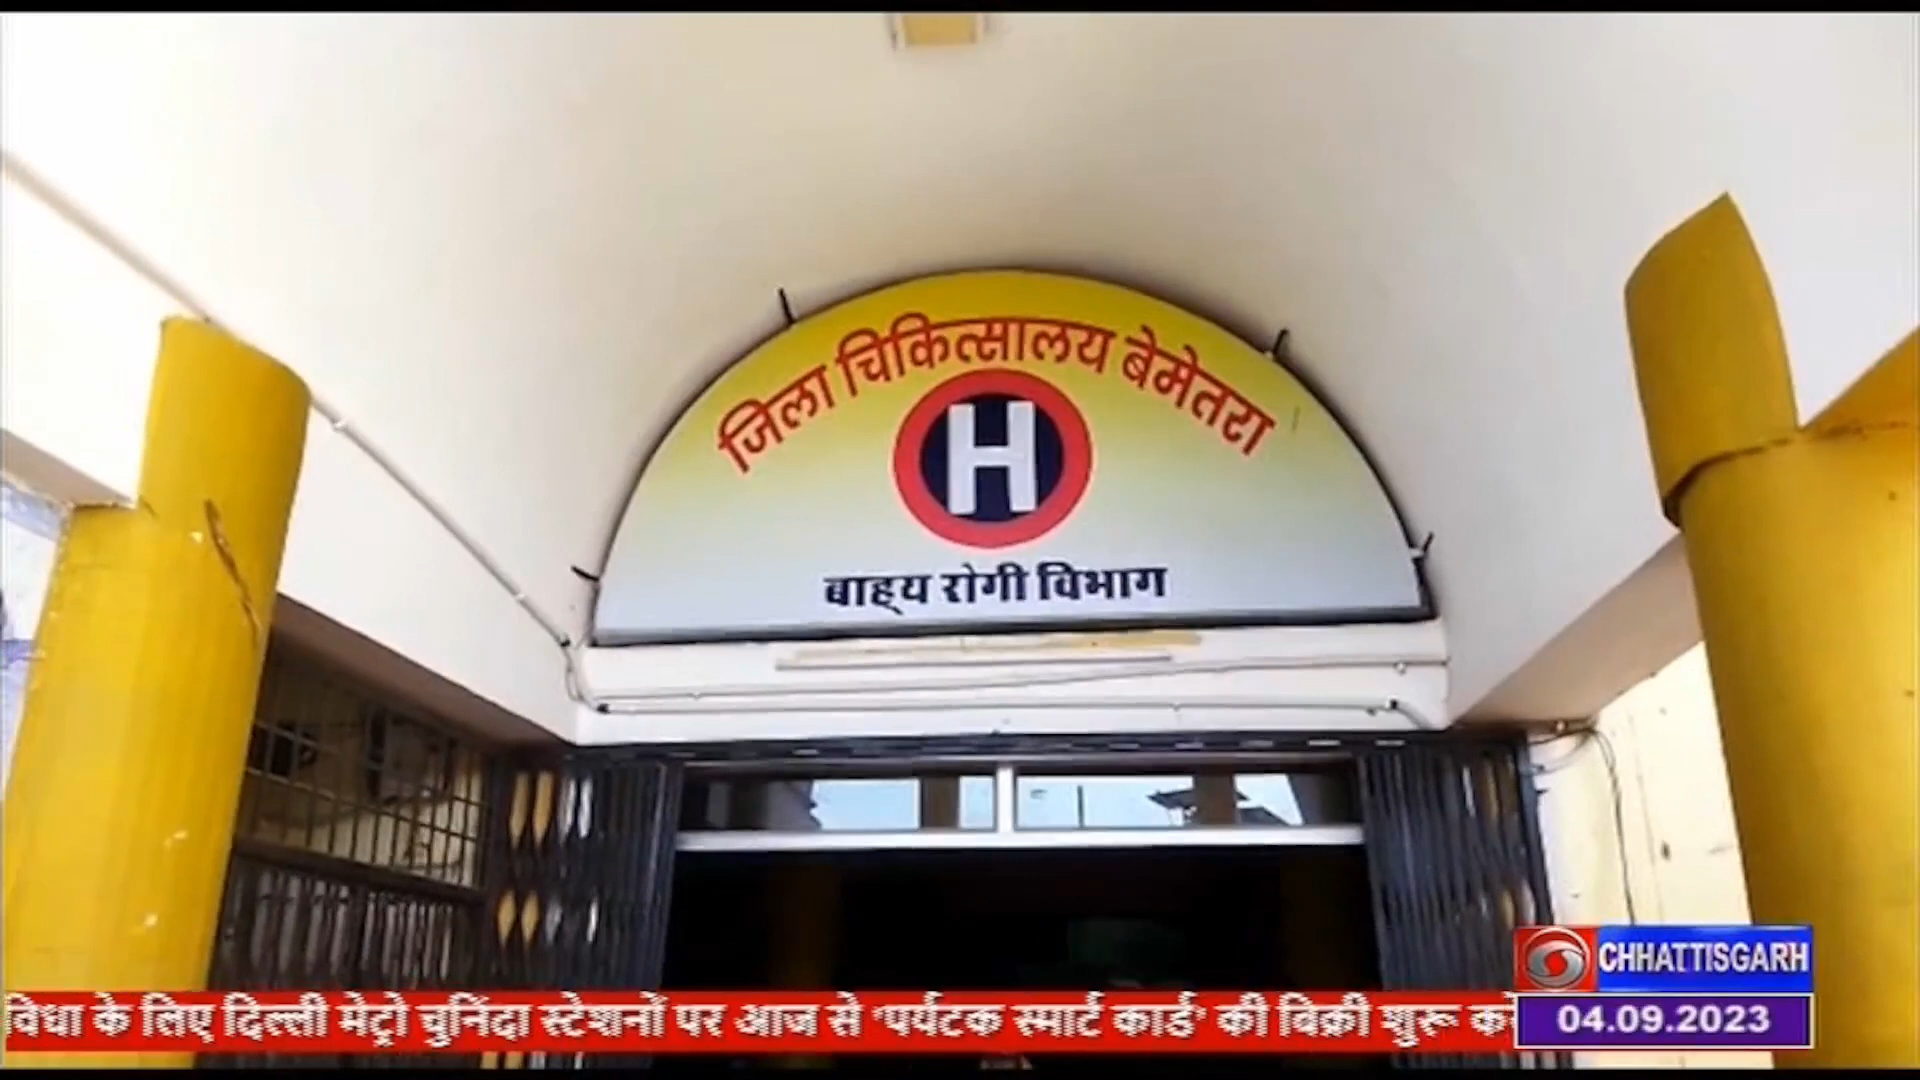 जिला चिकित्सालय बेमेतरा
H
बाह्य रोगी विभाग
CHHATTISGARH
विधा के लिए दिल्ली मेट्रो चुनिंदा स्टेशनों पर आज से 'पर्यटक स्मार्ट कार्ड' की बिक्री शुरू
04.09.2023